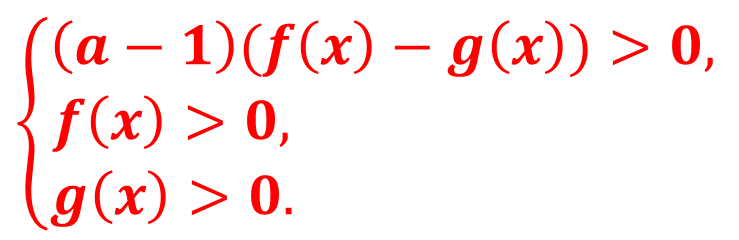 (a − 1)(f(x) − g(x)) > 0,
f(x) > 0,
g(x) > 0.